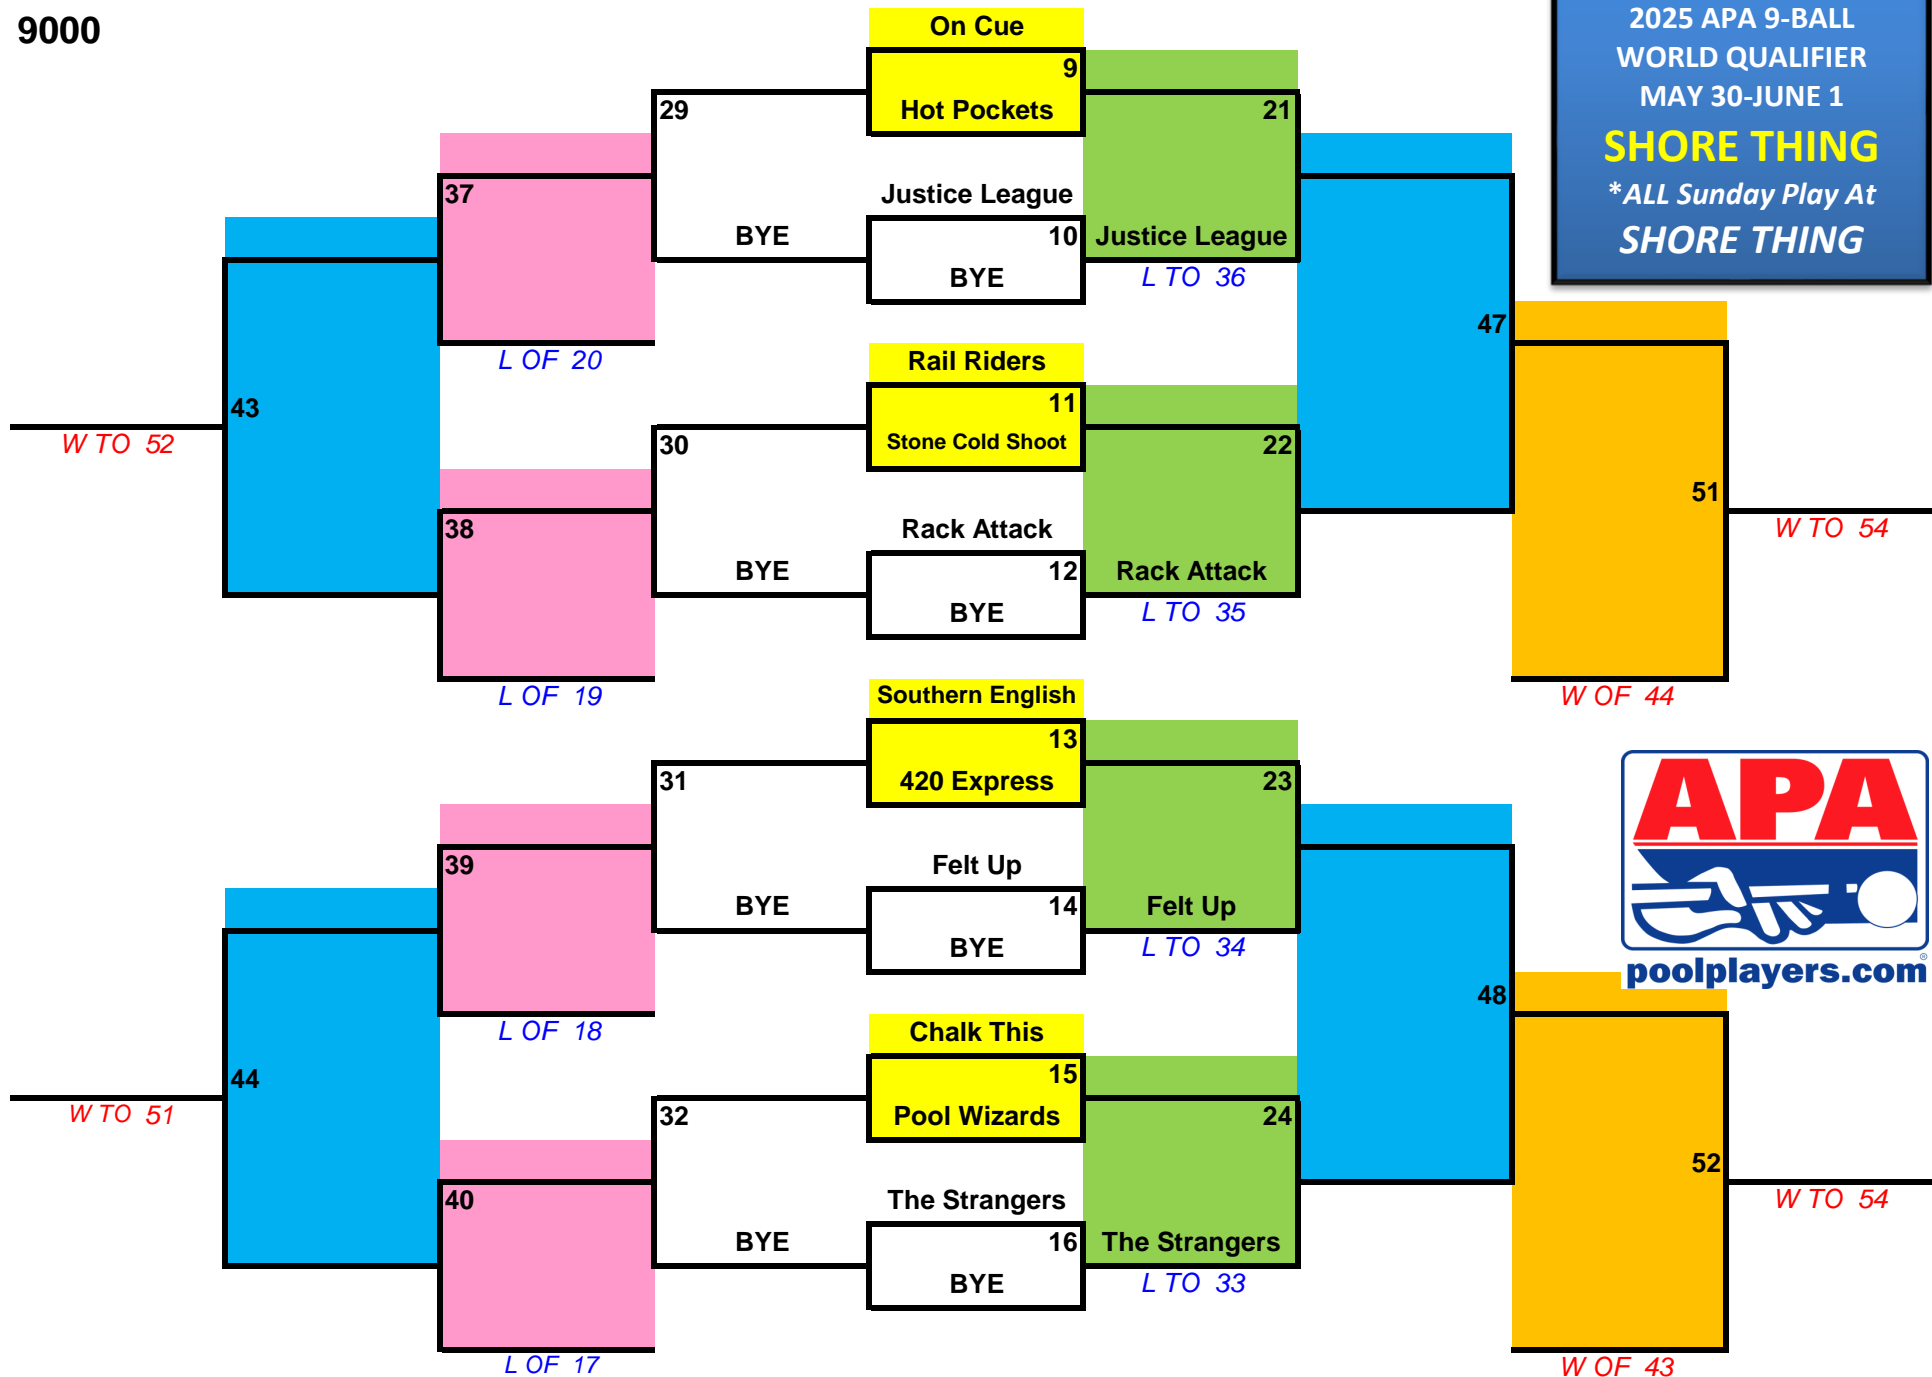 9000
On Cue
2025 APA 9-BALL
WORLD QUALIFIER
MAY 30-JUNE 1
SHORE THING
*ALL Sunday Play At
SHORE THING
9
29
Hot Pockets
21
37
Justice League
BYE
10
Justice League
BYE
L TO 36
47
L OF 20
Rail Riders
43
11
W TO 52
30
Stone Cold Shoot
22
51
38
Rack Attack
W TO 54
BYE
12
Rack Attack
BYE
L TO 35
L OF 19
Southern English
W OF 44
13
31
420 Express
23
APA
39
Felt Up
BYE
14
Felt Up
BYE
L TO 34
poolplayers.com®
48
L OF 18
Chalk This
44
15
W TO 51
32
Pool Wizards
24
52
40
The Strangers
W TO 54
BYE
16
The Strangers
BYE
L TO 33
L OF 17
W OF 43